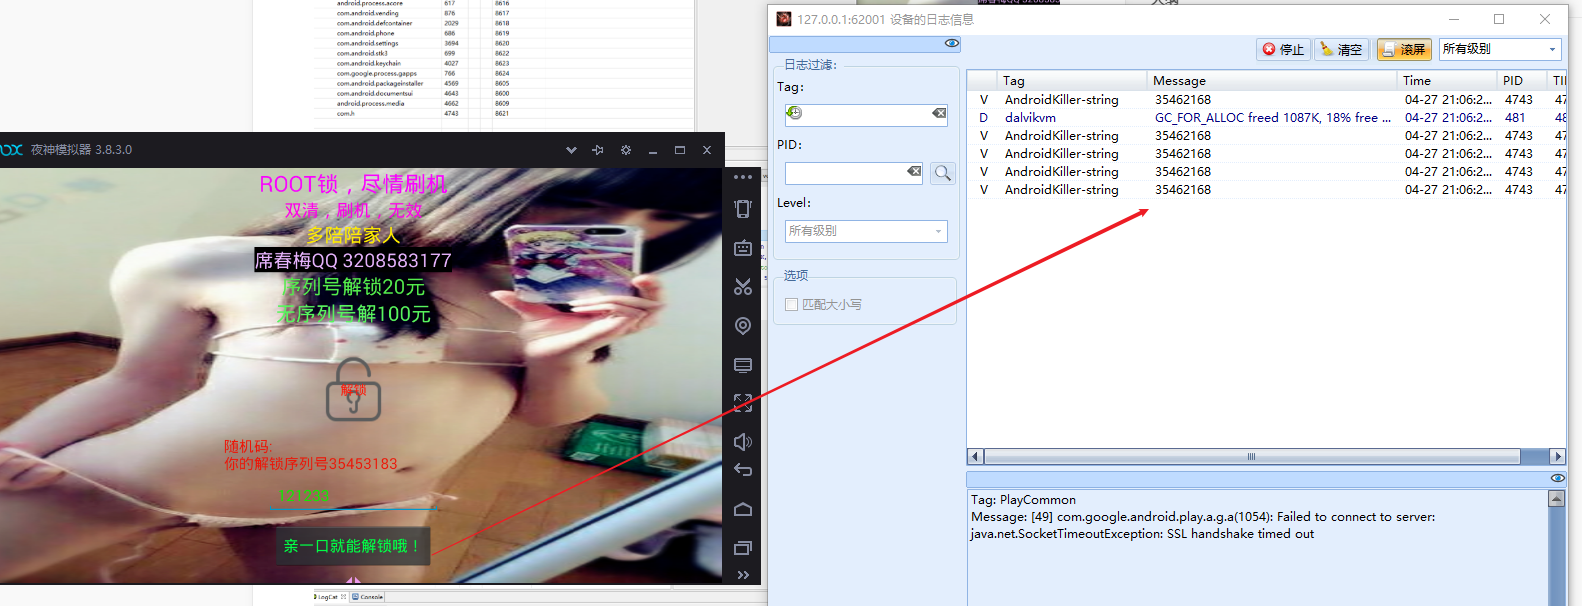 android.process.acore 617 8616
com.android.vending 876 8617
com.android.defcontainer 2029 8618
com.android.phone 686 8619
com.android.settings 3694 8620
com.android.stk3 699 8622
com.android.keychain 4027 8623
com.google.process.gapps 766 8624
com.android.packageinstaller 4569 8605
com.android.documentsui 4643 8600
android.process.media 4662 8609
com.h 4743 8621
夜神模拟器 3.8.3.0
ROOT锁，尽情刷机
双清，刷机，无效
多陪陪家人
席春梅QQ 3208583177
序列号解锁20元
无序列号解100元
解锁
随机码:
你的解锁序列号35453183
121233
亲一口就能解锁哦！
LogCat Console
127.0.0.1:62001 设备的日志信息
停止 清空 滚屏 所有级别
日志过滤:
Tag:
PID:
Level:
所有级别
选项
匹配大小写
Tag Message Time PID
V AndroidKiller-string 35462168 04-27 21:06:2... 4743 47
D dalvikvm GC_FOR_ALLOC freed 1087K, 18% free ... 04-27 21:06:2... 481 48
V AndroidKiller-string 35462168 04-27 21:06:2... 4743 47
V AndroidKiller-string 35462168 04-27 21:06:2... 4743 47
V AndroidKiller-string 35462168 04-27 21:06:2... 4743 47
V AndroidKiller-string 35462168 04-27 21:06:2... 4743 47
Tag: PlayCommon
Message: [49] com.google.android.play.a.g.a(1054): Failed to connect to server:
java.net.SocketTimeoutException: SSL handshake timed out